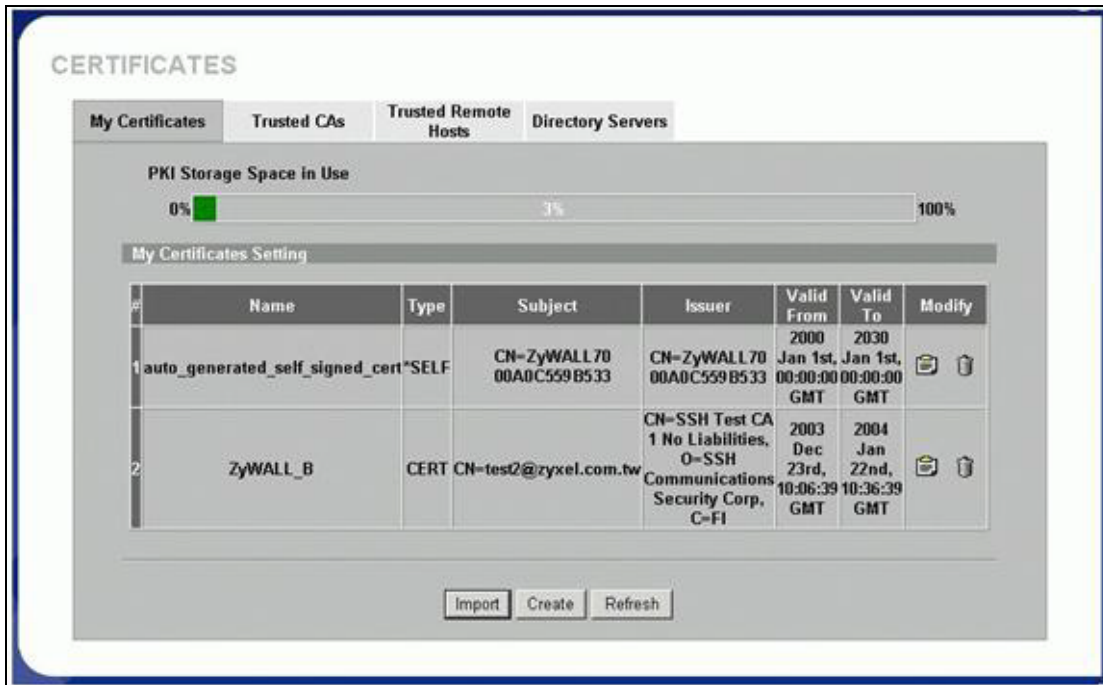 CERTIFICATES
My Certificates
Trusted CAs
Trusted Remote
Hosts
Directory Servers
PKI Storage Space in Use
0%
3%
100%
My Certificates Setting
#
Name
Type
Subject
Issuer
Valid
From
Valid
To
Modify
1
auto_generated_self_signed_cert
*SELF
CN=ZyWALL70
00A0C559B533
CN=ZyWALL70
00A0C559B533
2000
Jan 1st,
00:00:00
GMT
2030
Jan 1st,
00:00:00
GMT
2
ZyWALL_B
CERT
CN=test2@zyxel.com.tw
CN=SSH Test CA
1 No Liabilities,
O=SSH
Communications
Security Corp,
C=FI
2003
Dec
23rd,
10:06:39
GMT
2004
Jan
22nd,
10:36:39
GMT
Import
Create
Refresh